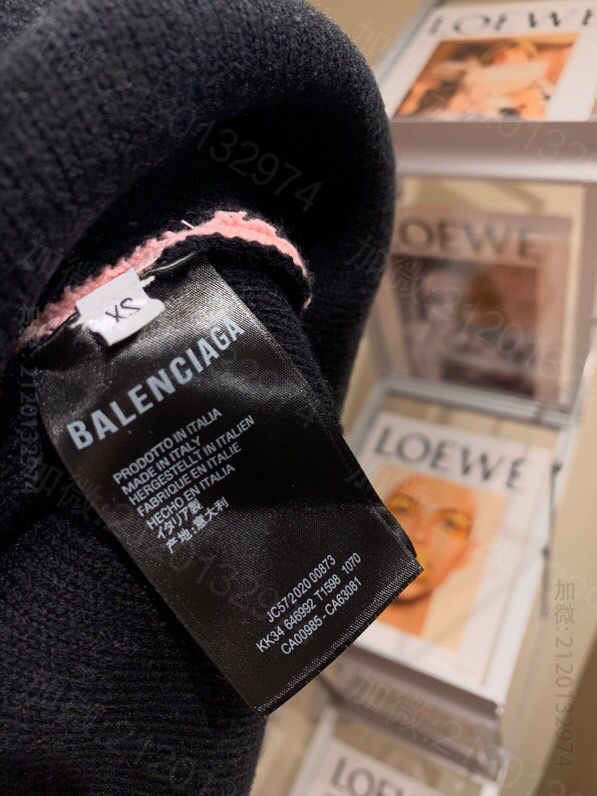 LOEWE
LOEWE
LOEWE
XS
BALENCIAGA
PRODOTTO IN ITALIA
MADE IN ITALY
HERGESTELLT IN ITALIEN
FABRIQUE EN ITALIE
HECHO EN ITALIA
イタリア製
产地:意大利
JC572020 00873
KK34 646992 T1598 1070
CA00985 - CA63081
加微: 2120132974